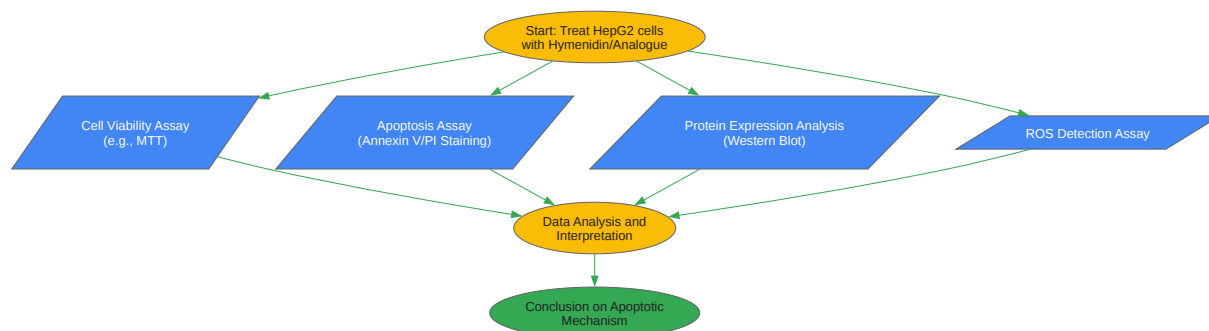 Start: Treat HepG2 cells
with Hymenidin/Analogue
Cell Viability Assay
(e.g., MTT)
Apoptosis Assay
(Annexin V/PI Staining)
Protein Expression Analysis
(Western Blot)
ROS Detection Assay
Data Analysis and
Interpretation
Conclusion on Apoptotic
Mechanism